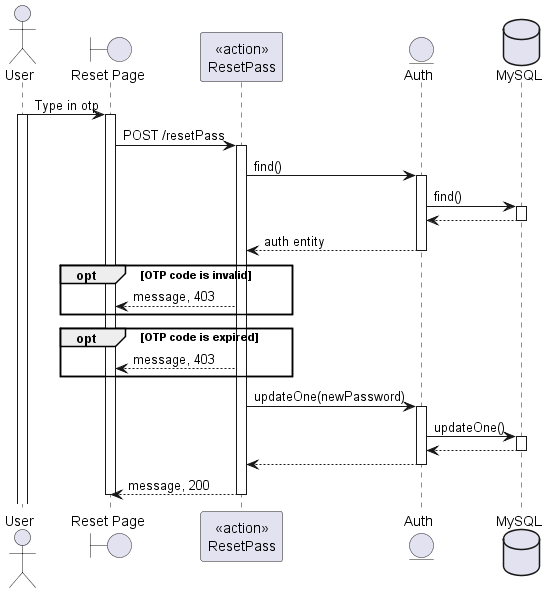 User
Reset Page
«action»
ResetPass
Auth
MySQL
Type in otp
POST /resetPass
find()
find()
auth entity
opt [OTP code is invalid]
message, 403
opt [OTP code is expired]
message, 403
updateOne(newPassword)
updateOne()
message, 200
User
Reset Page
«action»
ResetPass
Auth
MySQL